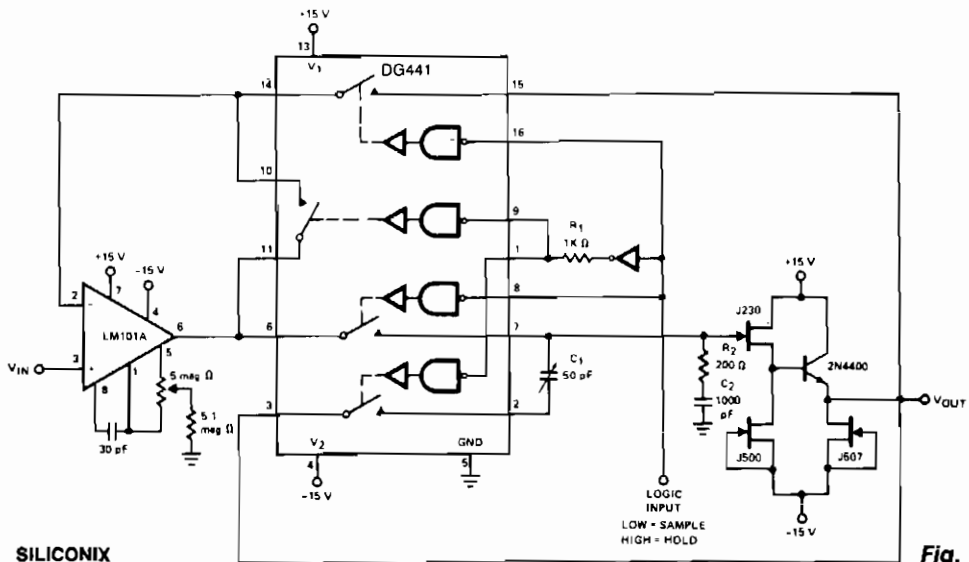 +15 V
13
V1
DG441
14
15
16
10
9
R1
1K Ω
1
11
8
+15 V
-15 V
7
4
2
-
LM101A
6
6
7
VIN
3
+
5
1
8
5 meg Ω
5 1
meg Ω
30 pf
C1
50 pF
3
2
V2
GND
4
5
-15 V
+15 V
J230
R2
200 Ω
C2
1000
pF
2N4400
VOUT
J500
J507
-15 V
LOGIC
INPUT
LOW = SAMPLE
HIGH = HOLD
SILICONIX
Fig.